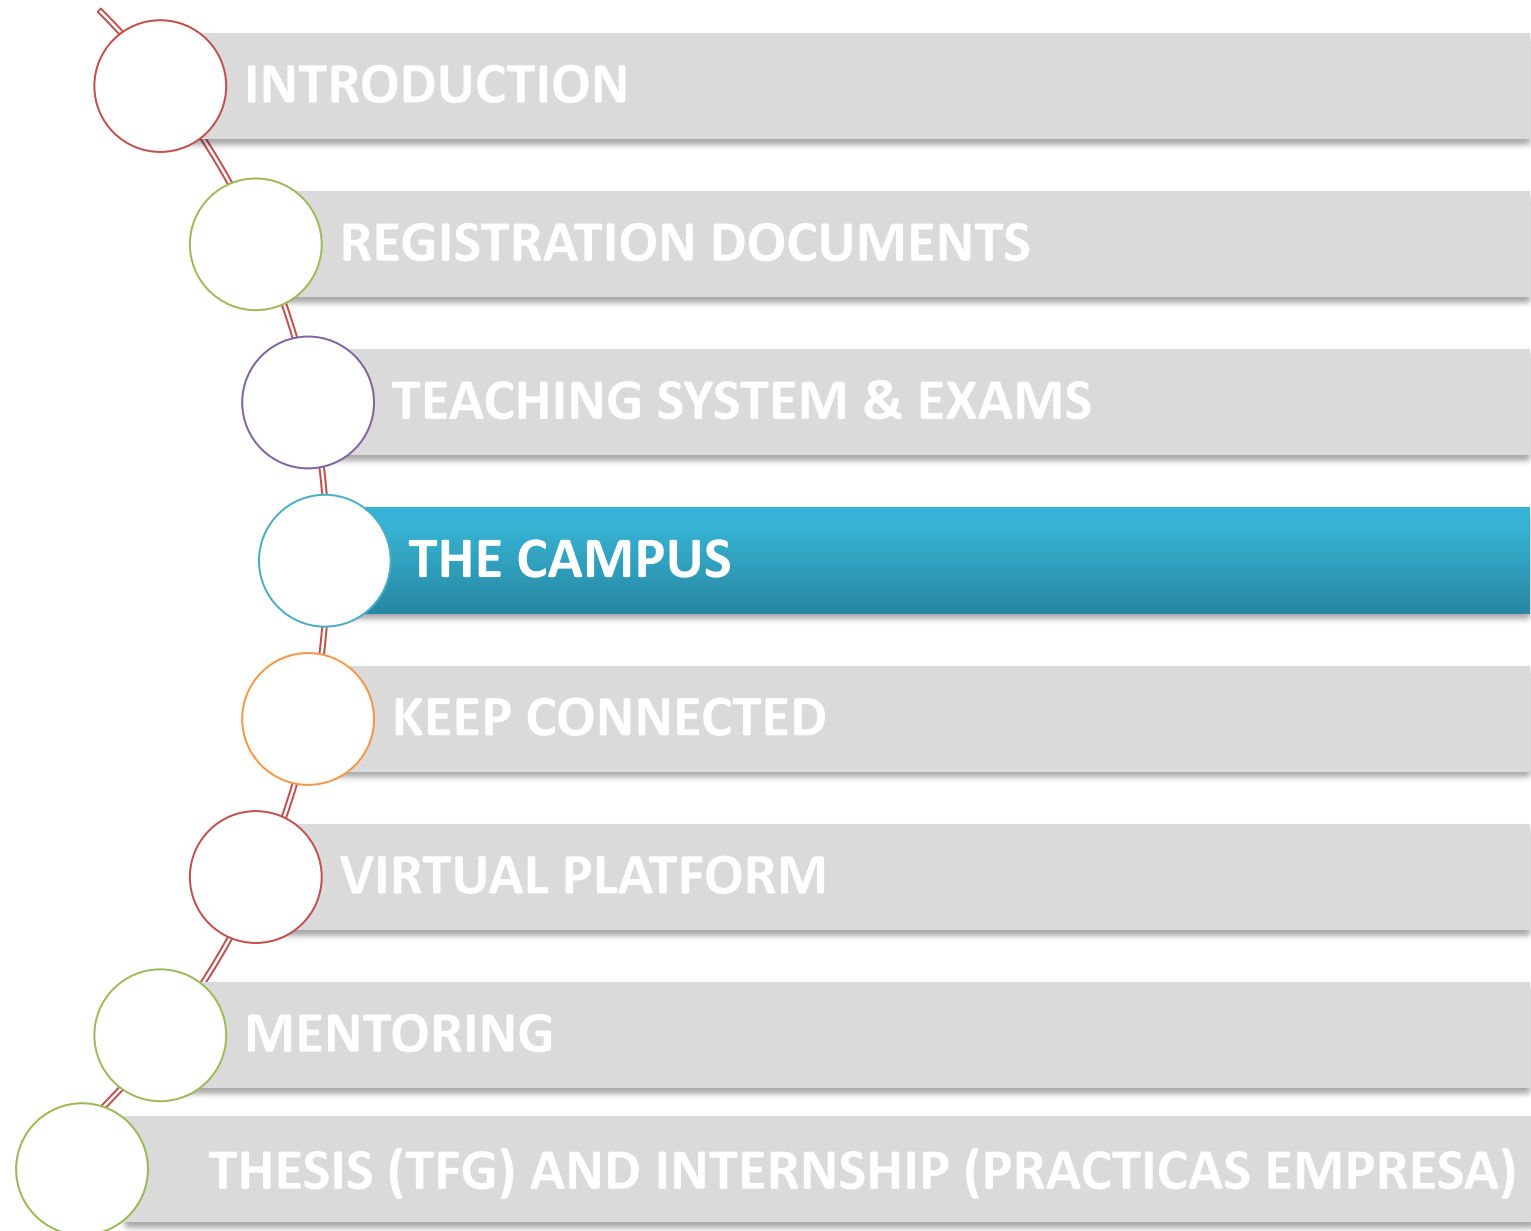 INTRODUCTION
REGISTRATION DOCUMENTS
TEACHING SYSTEM & EXAMS
THE CAMPUS
KEEP CONNECTED
VIRTUAL PLATFORM
MENTORING
THESIS (TFG) AND INTERNSHIP (PRACTICAS EMPRESA)